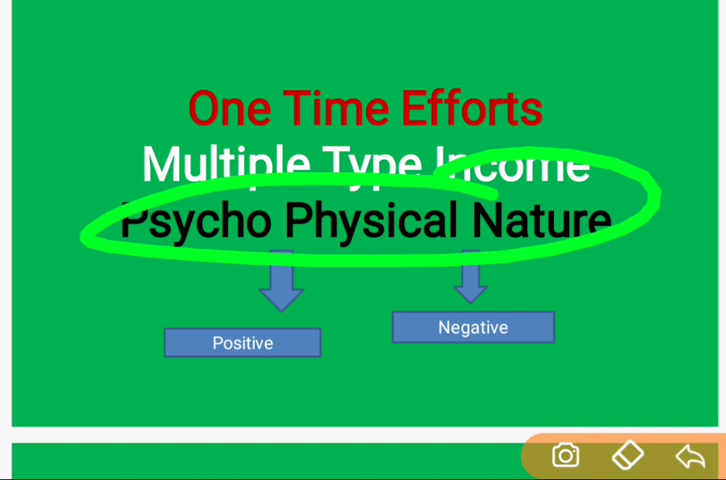 One Time Efforts
Multiple Type Income
Psycho Physical Nature
Positive
Negative